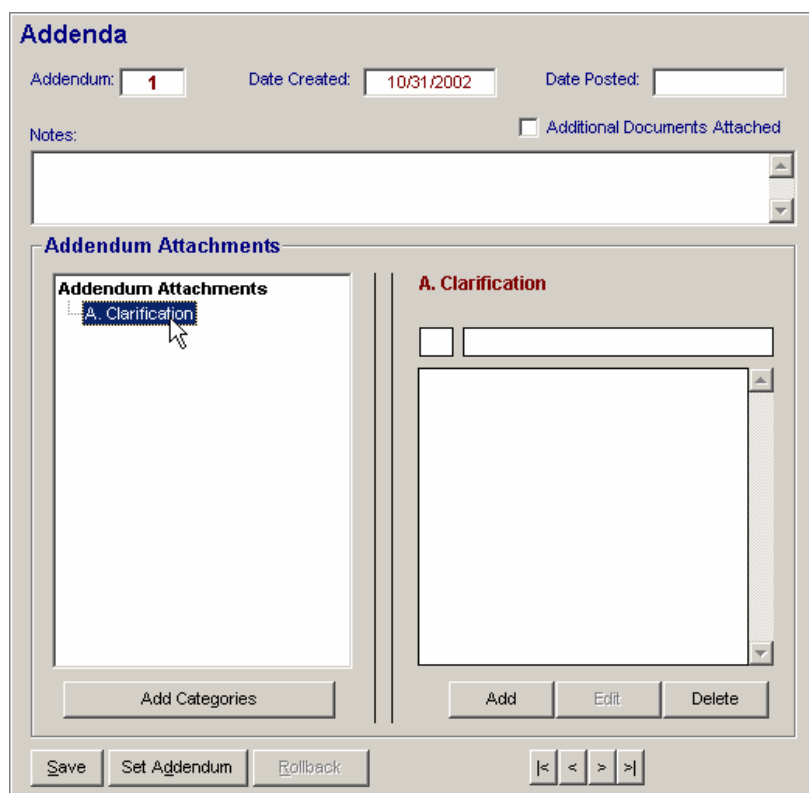 Addenda
Addendum: 1 Date Created: 10/31/2002 Date Posted:
Additional Documents Attached
Notes:
Addendum Attachments
Addendum Attachments
A. Clarification
A. Clarification
Add Categories
Add Edit Delete
Save Set Addendum Rollback |< < > >|